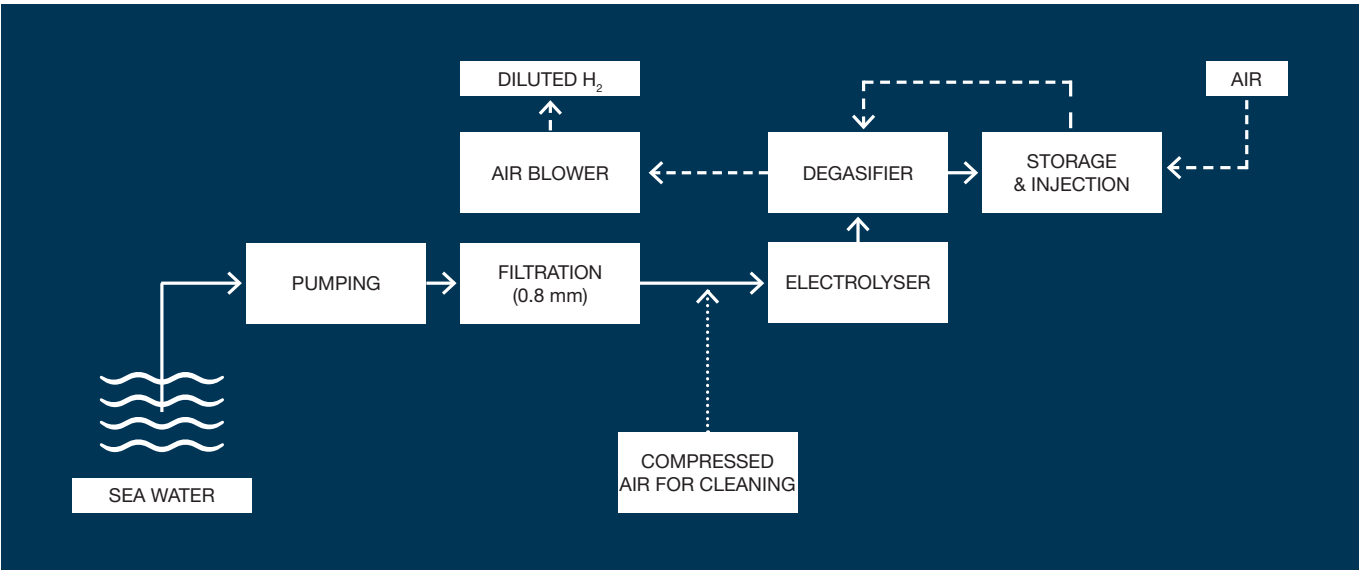 DILUTED H₂
AIR
AIR BLOWER
DEGASIFIER
STORAGE
& INJECTION
PUMPING
FILTRATION
(0.8 mm)
ELECTROLYSER
COMPRESSED
AIR FOR CLEANING
SEA WATER